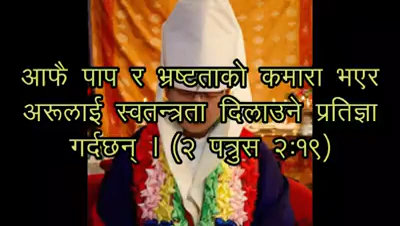 आफै पाप र भ्रष्टताको कमारा भएर
अरूलाई स्वतन्त्रता दिलाउने प्रतिज्ञा
गर्दछन् । (२ पत्रुस २:१९)